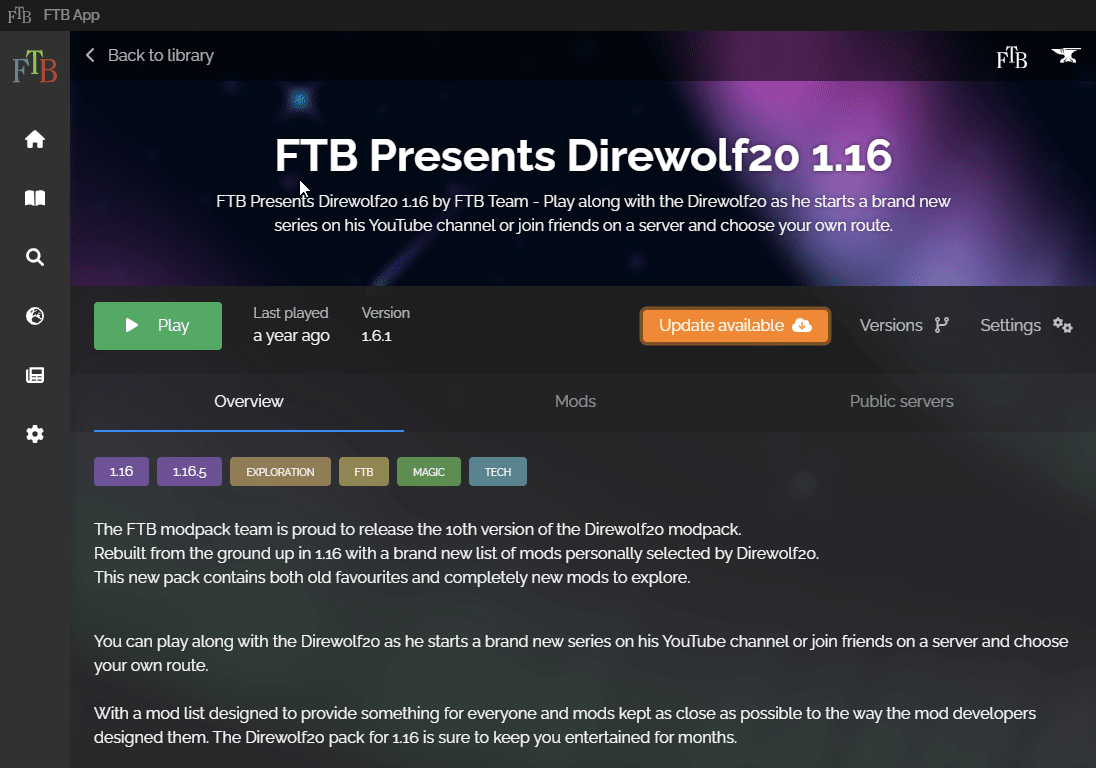 FTB FTB App
FTB
Back to library
FTB
FTB Presents Direwolf20 1.16
FTB Presents Direwolf20 1.16 by FTB Team - Play along with the Direwolf20 as he starts a brand new
series on his YouTube channel or join friends on a server and choose your own route.
Play
Last played
a year ago
Version
1.6.1
Update available
Versions
Settings
Overview
Mods
Public servers
1.16
1.16.5
EXPLORATION
FTB
MAGIC
TECH
The FTB modpack team is proud to release the 10th version of the Direwolf20 modpack.
Rebuilt from the ground up in 1.16 with a brand new list of mods personally selected by Direwolf20.
This new pack contains both old favourites and completely new mods to explore.
You can play along with the Direwolf20 as he starts a brand new series on his YouTube channel or join friends on a server and choose
your own route.
With a mod list designed to provide something for everyone and mods kept as close as possible to the way the mod developers
designed them. The Direwolf20 pack for 1.16 is sure to keep you entertained for months.